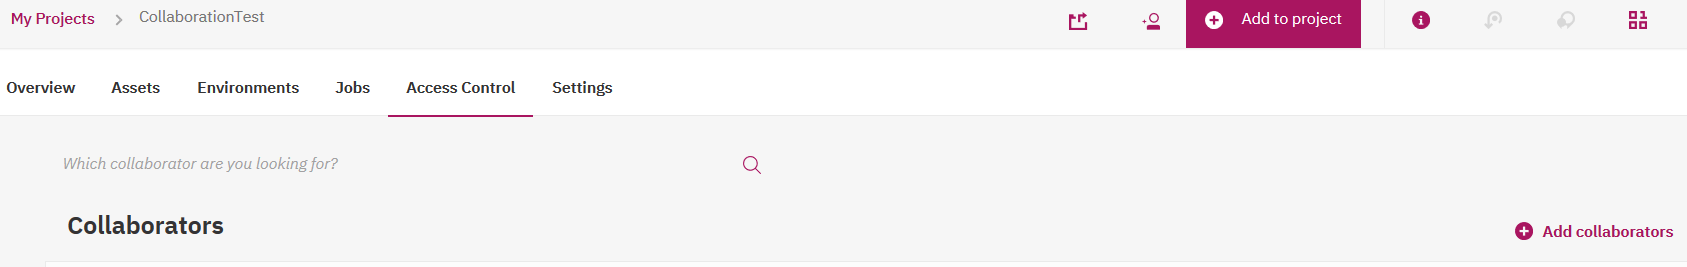 My Projects > CollaborationTest
Add to project
Overview Assets Environments Jobs Access Control Settings
Which collaborator are you looking for?
Collaborators
Add collaborators